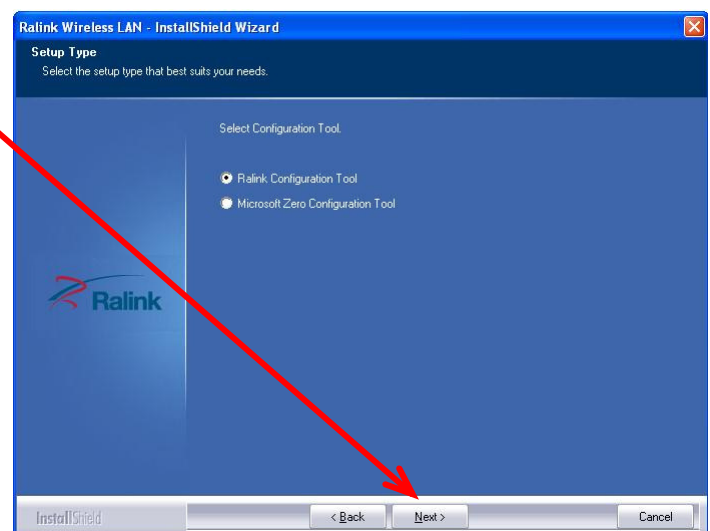 Ralink Wireless LAN - InstallShield Wizard
Setup Type
Select the setup type that best suits your needs.
Select Configuration Tool.
Ralink Configuration Tool
Microsoft Zero Configuration Tool
Ralink
InstallShield
< Back
Next >
Cancel